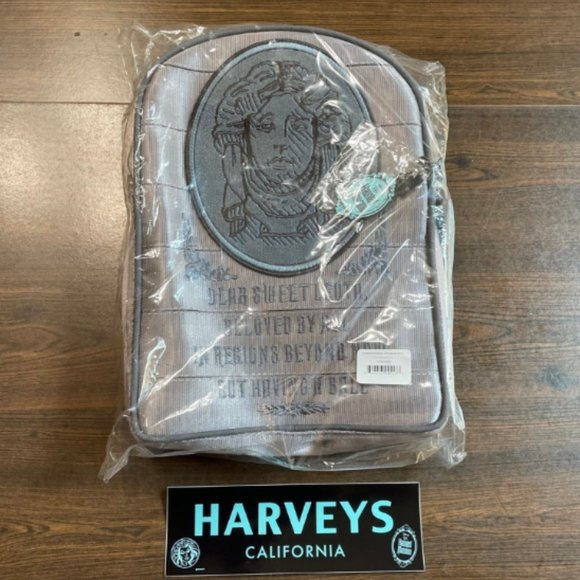 DEAR SWEET LEOTA,
BELOVED BY ALL
IN REGIONS BEYOND NOW
BUT HAVING A BALL
HARVEYS
CALIFORNIA